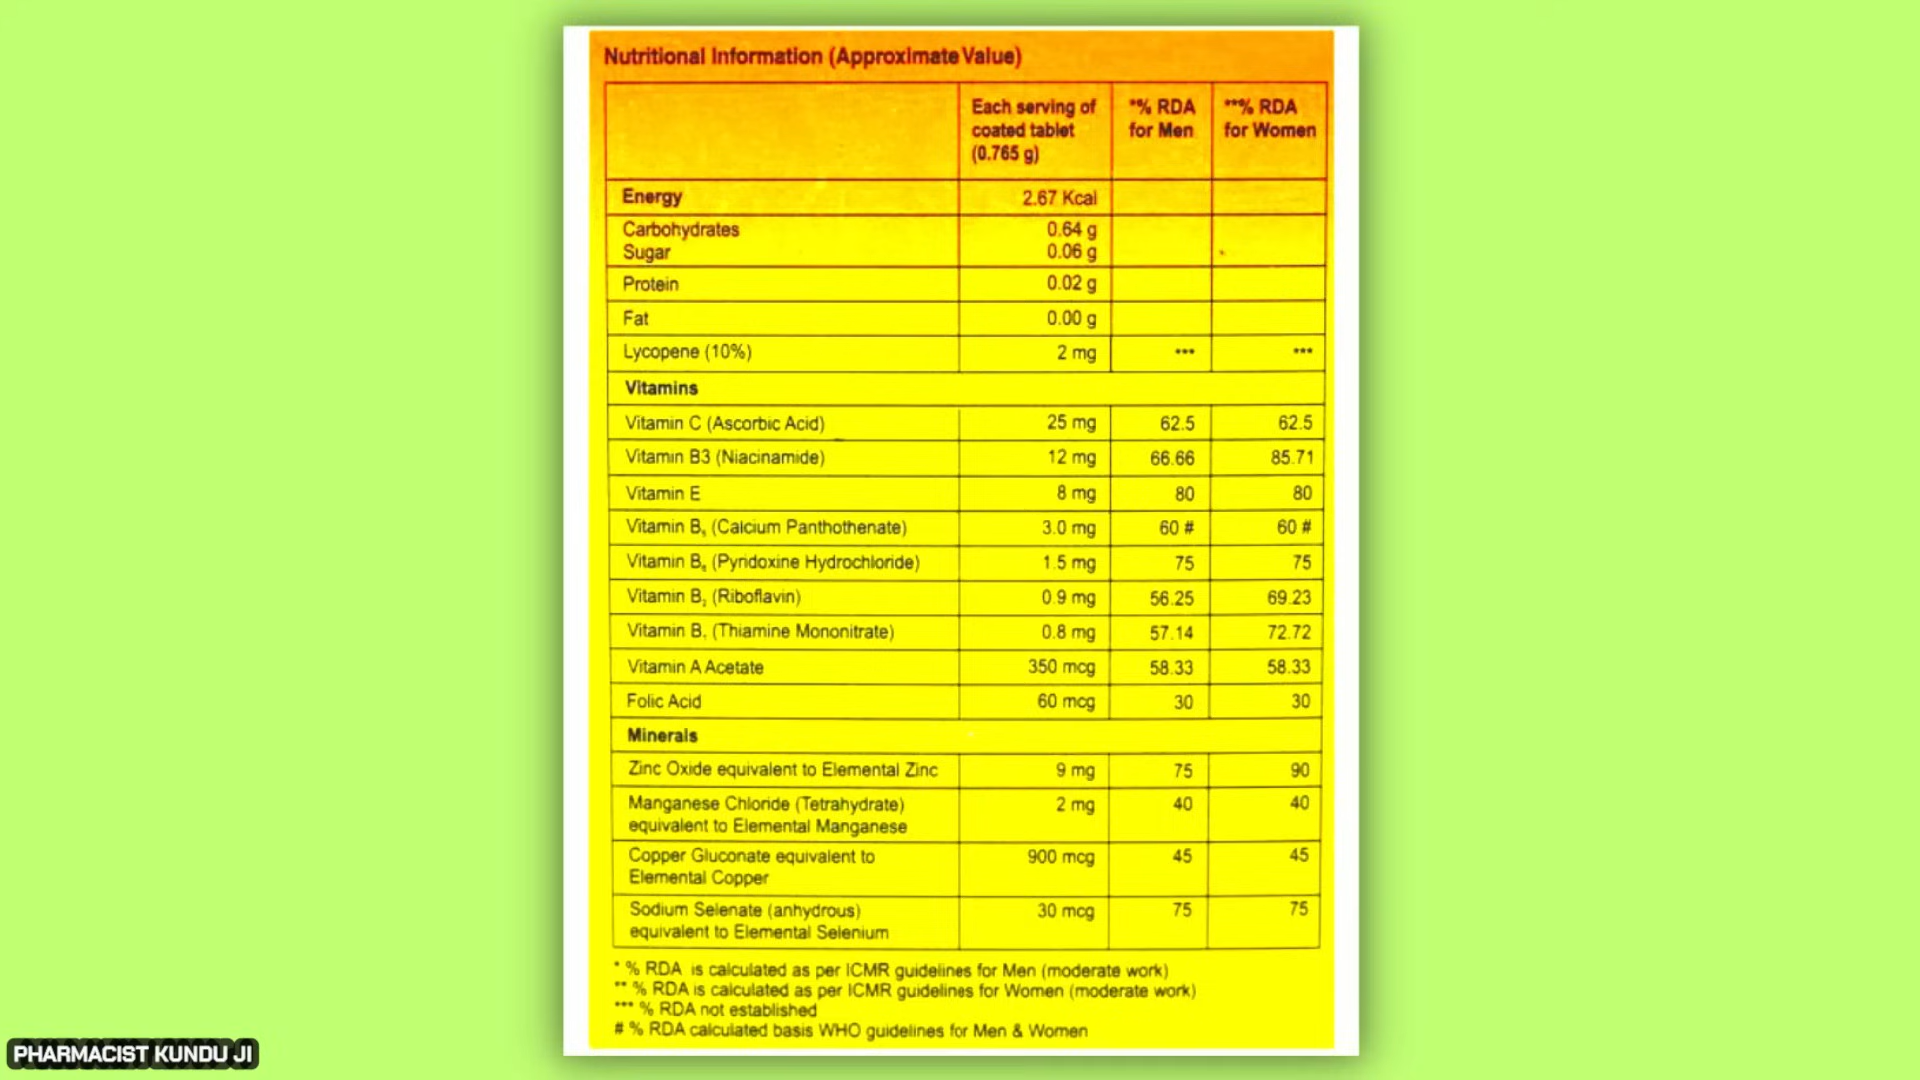 Nutritional Information (Approximate Value)
Each serving of coated tablet (0.765 g) *% RDA for Men **% RDA for Women
Energy 2.67 Kcal
Carbohydrates 0.64 g
Sugar 0.06 g
Protein 0.02 g
Fat 0.00 g
Lycopene (10%) 2 mg *** ***
Vitamins
Vitamin C (Ascorbic Acid) 25 mg 62.5 62.5
Vitamin B3 (Niacinamide) 12 mg 66.66 85.71
Vitamin E 8 mg 80 80
Vitamin B₅ (Calcium Panthothenate) 3.0 mg 60 # 60 #
Vitamin B₆ (Pyridoxine Hydrochloride) 1.5 mg 75 75
Vitamin B₂ (Riboflavin) 0.9 mg 56.25 69.23
Vitamin B₁ (Thiamine Mononitrate) 0.8 mg 57.14 72.72
Vitamin A Acetate 350 mcg 58.33 58.33
Folic Acid 60 mcg 30 30
Minerals
Zinc Oxide equivalent to Elemental Zinc 9 mg 75 90
Manganese Chloride (Tetrahydrate) 2 mg 40 40
equivalent to Elemental Manganese
Copper Gluconate equivalent to 900 mcg 45 45
Elemental Copper
Sodium Selenate (anhydrous) 30 mcg 75 75
equivalent to Elemental Selenium
* % RDA is calculated as per ICMR guidelines for Men (moderate work)
** % RDA is calculated as per ICMR guidelines for Women (moderate work)
*** % RDA not established
# % RDA calculated basis WHO guidelines for Men & Women
PHARMACIST KUNDU JI